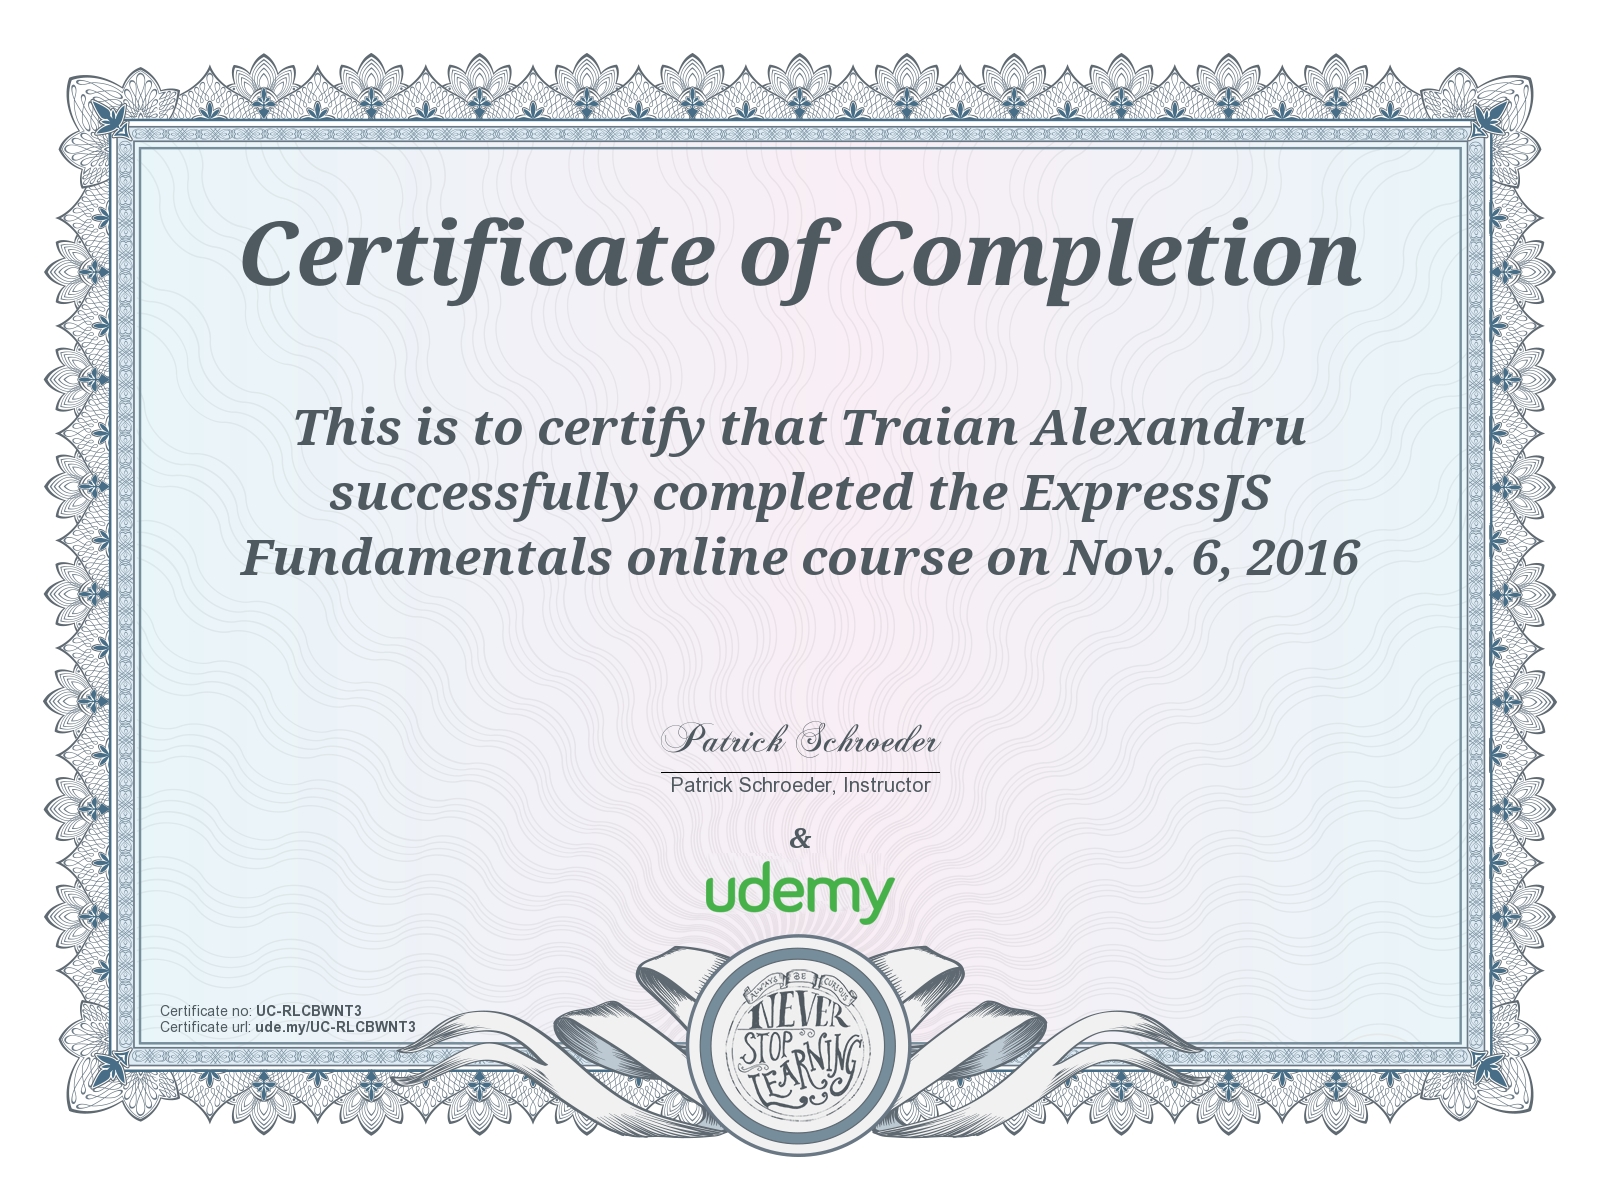 Certificate of Completion
This is to certify that Traian Alexandru
successfully completed the ExpressJS
Fundamentals online course on Nov. 6, 2016
Patrick Schroeder
Patrick Schroeder, Instructor
&
udemy
ALWAYS BE CURIOUS
NEVER
STOP
LEARNING
Certificate no: UC-RLCBWNT3
Certificate url: ude.my/UC-RLCBWNT3